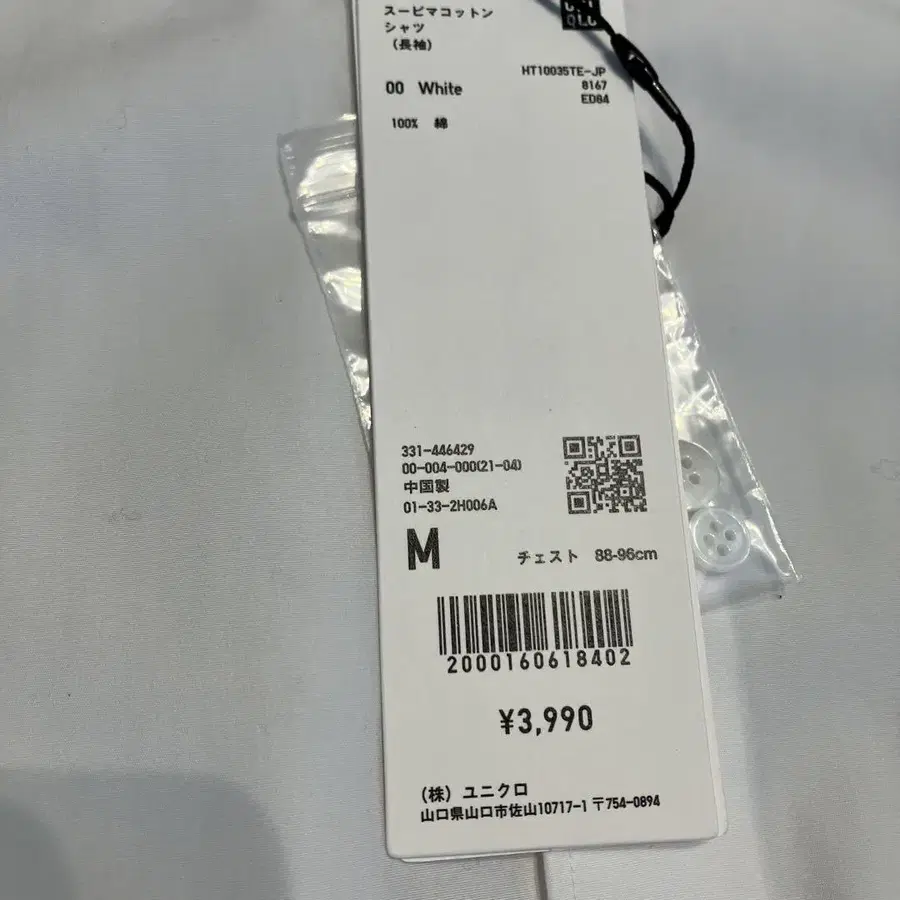 スーピマコットン
シャツ
(長袖)
00 White
HT10035TE-JP
8167
ED84
100% 綿
331-446429
00-004-000(21-04)
中国製
01-33-2H006A
M チェスト 88-96cm
2000160618402
¥3,990
(株) ユニクロ
山口県山口市佐山10717-1 〒754-0894